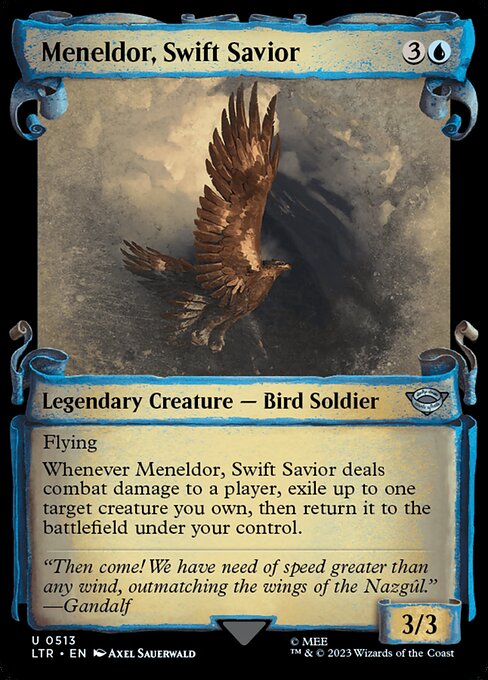 Meneldor, Swift Savior 3
Legendary Creature — Bird Soldier
Flying
Whenever Meneldor, Swift Savior deals
combat damage to a player, exile up to one
target creature you own, then return it to the
battlefield under your control.
“Then come! We have need of speed greater than
any wind, outmatching the wings of the Nazgûl.”
—Gandalf
3/3
U 0513
LTR • EN Axel Sauerwald
© MEE
™ & © 2023 Wizards of the Coast